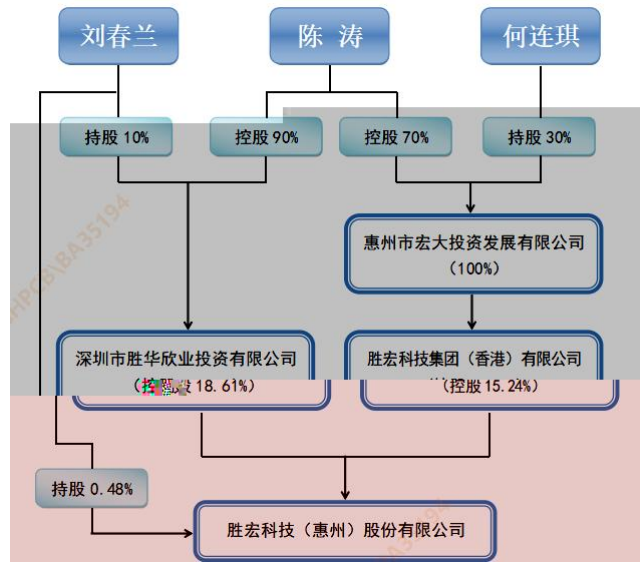 刘春兰
陈 涛
何连琪
持股 10%
控股 90%
控股 70%
持股 30%
惠州市宏大投资发展有限公司
（100%）
深圳市胜华欣业投资有限公司
股 18.61%）
胜宏科技集团（香港）有限公司
（控股 15.24%）
持股 0.48%
胜宏科技（惠州）股份有限公司
HPCB\BA35194
BA35194